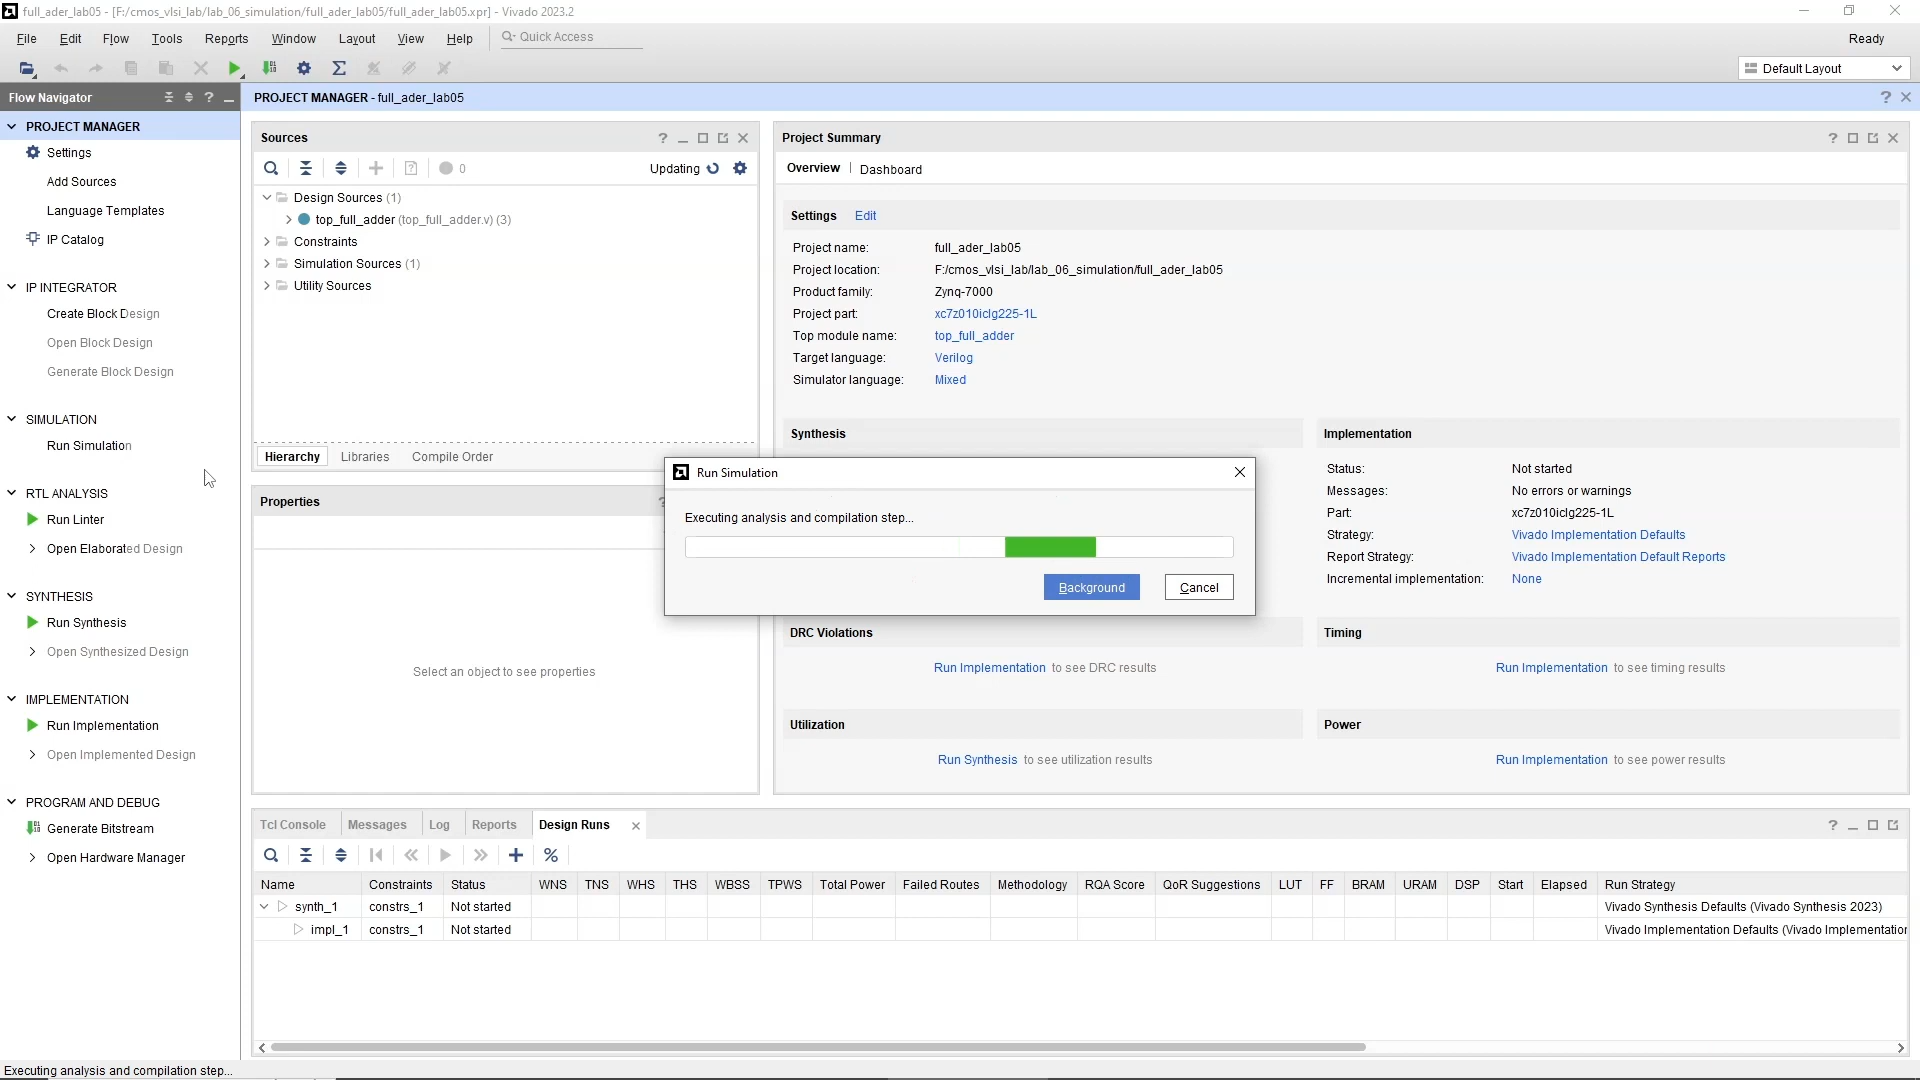 full_ader_lab05 - [F:/cmos_vlsi_lab/lab_06_simulation/full_ader_lab05/full_ader_lab05.xpr] - Vivado 2023.2
File Edit Flow Tools Reports Window Layout View Help Quick Access Ready
Default Layout
Flow Navigator
PROJECT MANAGER
Settings
Add Sources
Language Templates
IP Catalog
IP INTEGRATOR
Create Block Design
Open Block Design
Generate Block Design
SIMULATION
Run Simulation
RTL ANALYSIS
Run Linter
Open Elaborated Design
SYNTHESIS
Run Synthesis
Open Synthesized Design
IMPLEMENTATION
Run Implementation
Open Implemented Design
PROGRAM AND DEBUG
Generate Bitstream
Open Hardware Manager
PROJECT MANAGER - full_ader_lab05
Sources
0 Updating
Design Sources (1)
top_full_adder (top_full_adder.v) (3)
Constraints
Simulation Sources (1)
Utility Sources
Hierarchy Libraries Compile Order
Properties
Select an object to see properties
Project Summary
Overview | Dashboard
Settings Edit
Project name: full_ader_lab05
Project location: F:/cmos_vlsi_lab/lab_06_simulation/full_ader_lab05
Product family: Zynq-7000
Project part: xc7z010iclg225-1L
Top module name: top_full_adder
Target language: Verilog
Simulator language: Mixed
Synthesis
Implementation
Status: Not started
Messages: No errors or warnings
Part: xc7z010iclg225-1L
Strategy: Vivado Implementation Defaults
Report Strategy: Vivado Implementation Default Reports
Incremental implementation: None
Run Simulation
Executing analysis and compilation step...
Background Cancel
DRC Violations
Run Implementation to see DRC results
Timing
Run Implementation to see timing results
Utilization
Run Synthesis to see utilization results
Power
Run Implementation to see power results
Tcl Console Messages Log Reports Design Runs
Name Constraints Status WNS TNS WHS THS WBSS TPWS Total Power Failed Routes Methodology RQA Score QoR Suggestions LUT FF BRAM URAM DSP Start Elapsed Run Strategy
synth_1 constrs_1 Not started Vivado Synthesis Defaults (Vivado Synthesis 2023)
impl_1 constrs_1 Not started Vivado Implementation Defaults (Vivado Implementation
Executing analysis and compilation step...